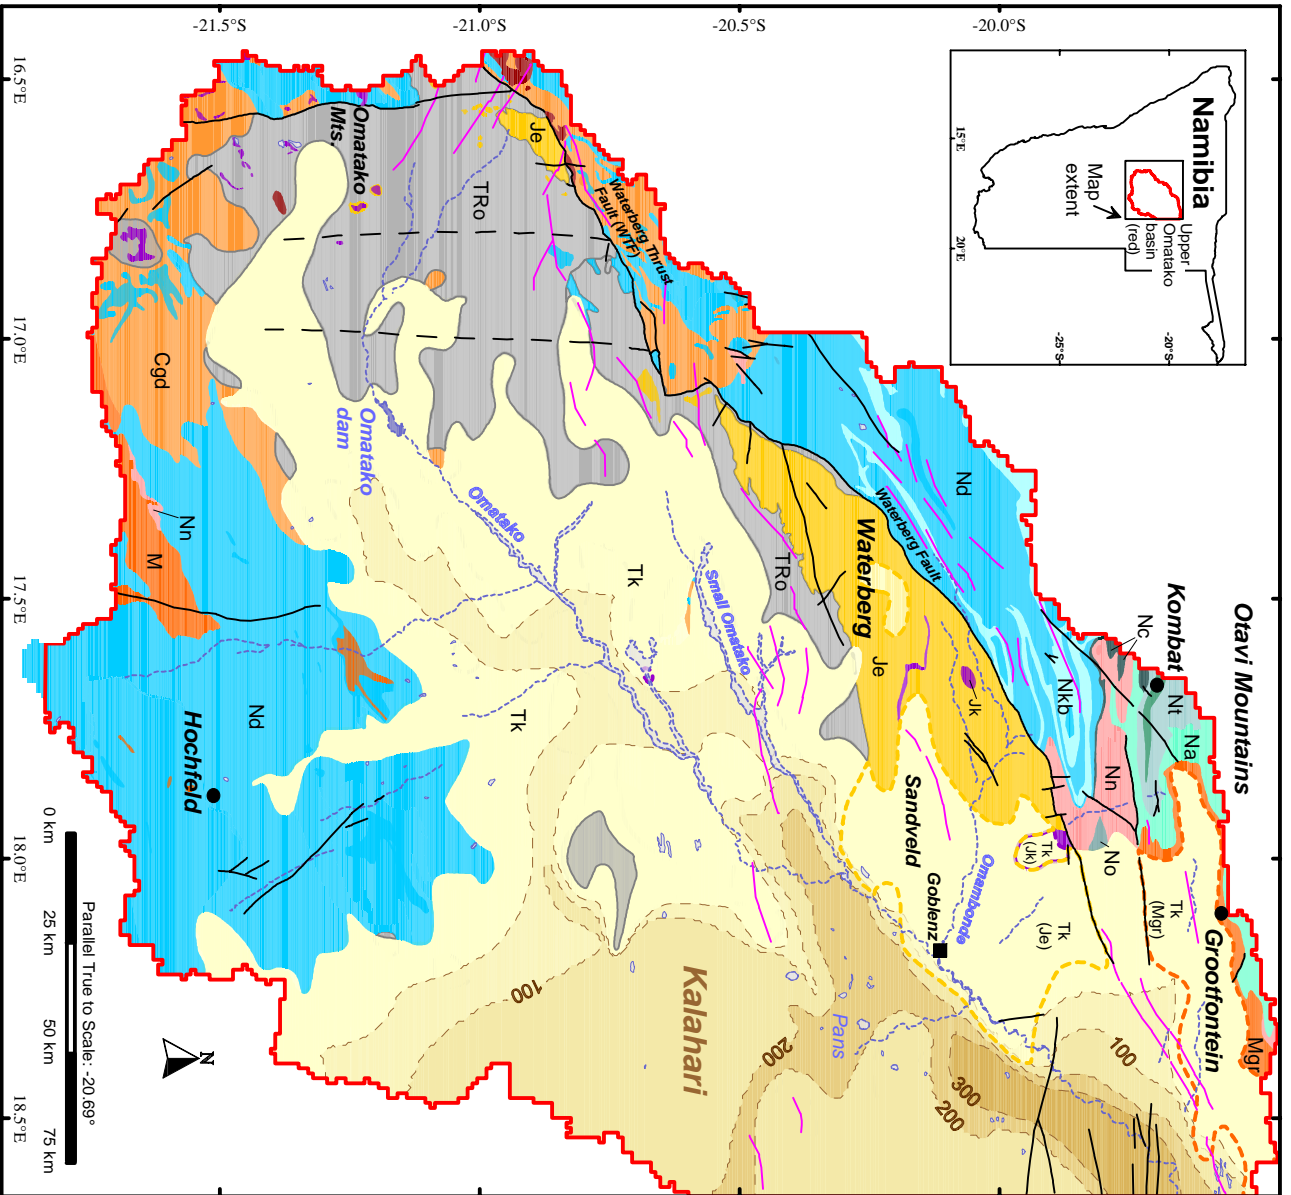 -21.5°S
-21.0°S
-20.5°S
-20.0°S
16.5°E
17.0°E
17.5°E
18.0°E
18.5°E
Namibia
15°E
20°E
-20°S
-25°S
Map
extent
Upper
Omatako
basin
(red)
Otavi Mountains
Kombat
Grootfontein
Nc
Nt
Na
Nn
No
Nkb
Nd
Mgr
Tk
(Mgr)
Tk
(Jk)
Tk
(Je)
Waterberg Thrust
Fault (WTF)
Waterberg Fault
Waterberg
Je
Jk
Je
TRo
TRo
Sandveld
Goblenz
Omambonde
Small Omatako
Omatako
Omatako
dam
Omatako
Mts.
Tk
Tk
Cgd
Nn
M
Nd
Hochfeld
Kalahari
Pans
100
200
100
300
200
0 km
25 km
50 km
75 km
Parallel True to Scale: -20.69°
N